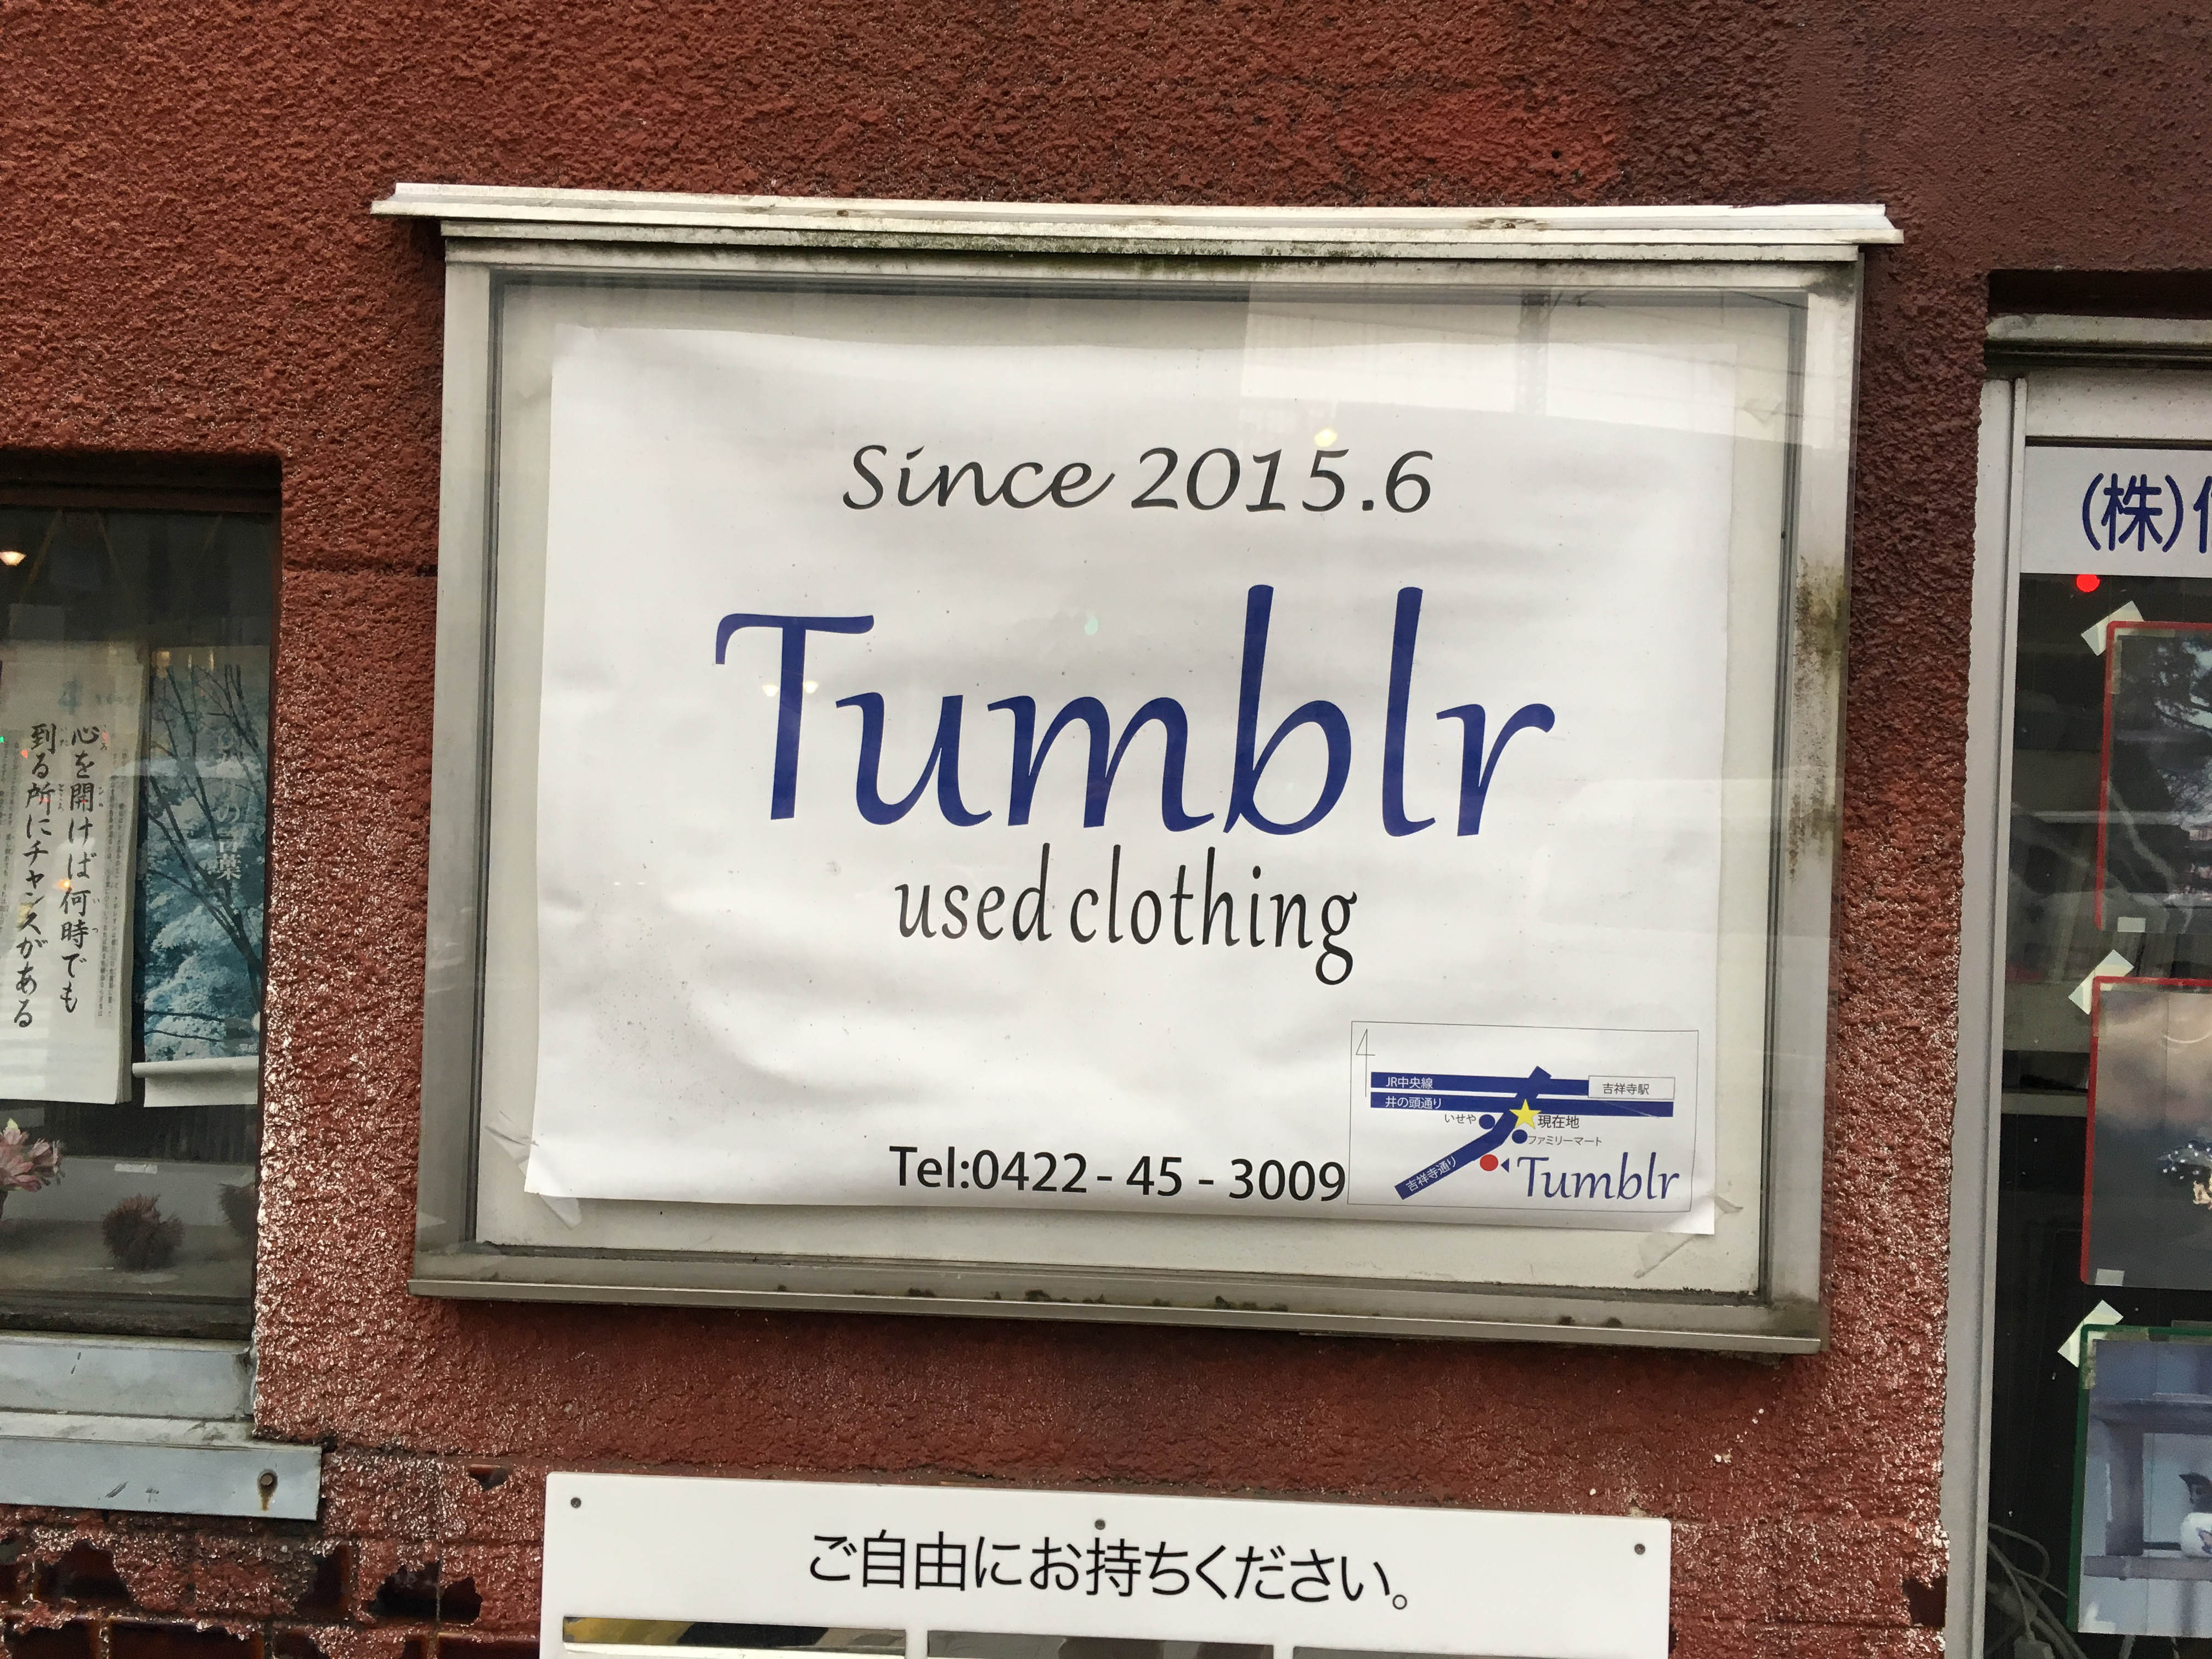 Since 2015.6
Tumblr
used clothing
Tel:0422-45-3009
4
JR中央線
吉祥寺駅
井の頭通り
いせや
現在地
ファミリーマート
吉祥寺通り
Tumblr
心を開けば何時でも
到る所にチャンスがある
の言葉
(株)
ご自由にお持ちください。